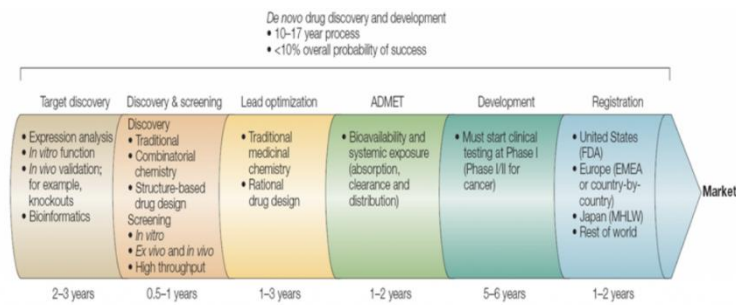 De novo drug discovery and development
• 10–17 year process
• <10% overall probability of success
Target discovery
• Expression analysis
• In vitro function
• In vivo validation;
for example,
knockouts
• Bioinformatics
2–3 years
Discovery & screening
Discovery
• Traditional
• Combinatorial
chemistry
• Structure-based
drug design
Screening
• In vitro
• Ex vivo and in vivo
• High throughput
0.5–1 years
Lead optimization
• Traditional
medicinal
chemistry
• Rational
drug design
1–3 years
ADMET
• Bioavailability and
systemic exposure
(absorption,
clearance and
distribution)
1–2 years
Development
• Must start clinical
testing at Phase I
(Phase I/II for
cancer)
5–6 years
Registration
• United States
(FDA)
• Europe (EMEA
or country-by-
country)
• Japan (MHLW)
• Rest of world
1–2 years
Market